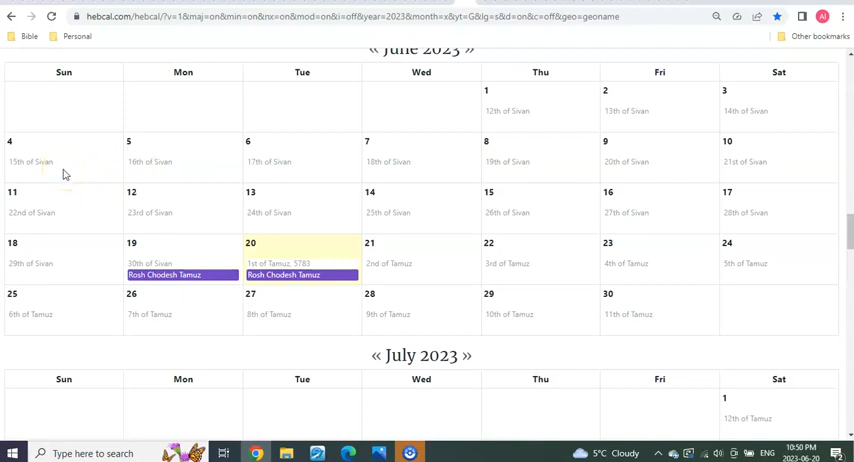 hebcal.com/hebcal/?v=1&maj=on&min=on&nx=on&mod=on&i=off&year=2023&month=x&yt=G&lg=s&d=on&c=off&geo=geoname
AI
Bible
Personal
Other bookmarks
« June 2023 »
Sun Mon Tue Wed Thu Fri Sat
1 2 3
12th of Sivan 13th of Sivan 14th of Sivan
4 5 6 7 8 9 10
15th of Sivan 16th of Sivan 17th of Sivan 18th of Sivan 19th of Sivan 20th of Sivan 21st of Sivan
11 12 13 14 15 16 17
22nd of Sivan 23rd of Sivan 24th of Sivan 25th of Sivan 26th of Sivan 27th of Sivan 28th of Sivan
18 19 20 21 22 23 24
29th of Sivan 30th of Sivan 1st of Tamuz, 5783 2nd of Tamuz 3rd of Tamuz 4th of Tamuz 5th of Tamuz
Rosh Chodesh Tamuz Rosh Chodesh Tamuz
25 26 27 28 29 30
6th of Tamuz 7th of Tamuz 8th of Tamuz 9th of Tamuz 10th of Tamuz 11th of Tamuz
« July 2023 »
Sun Mon Tue Wed Thu Fri Sat
1
12th of Tamuz
Type here to search
5°C Cloudy
ENG
10:50 PM
2023-06-20
2